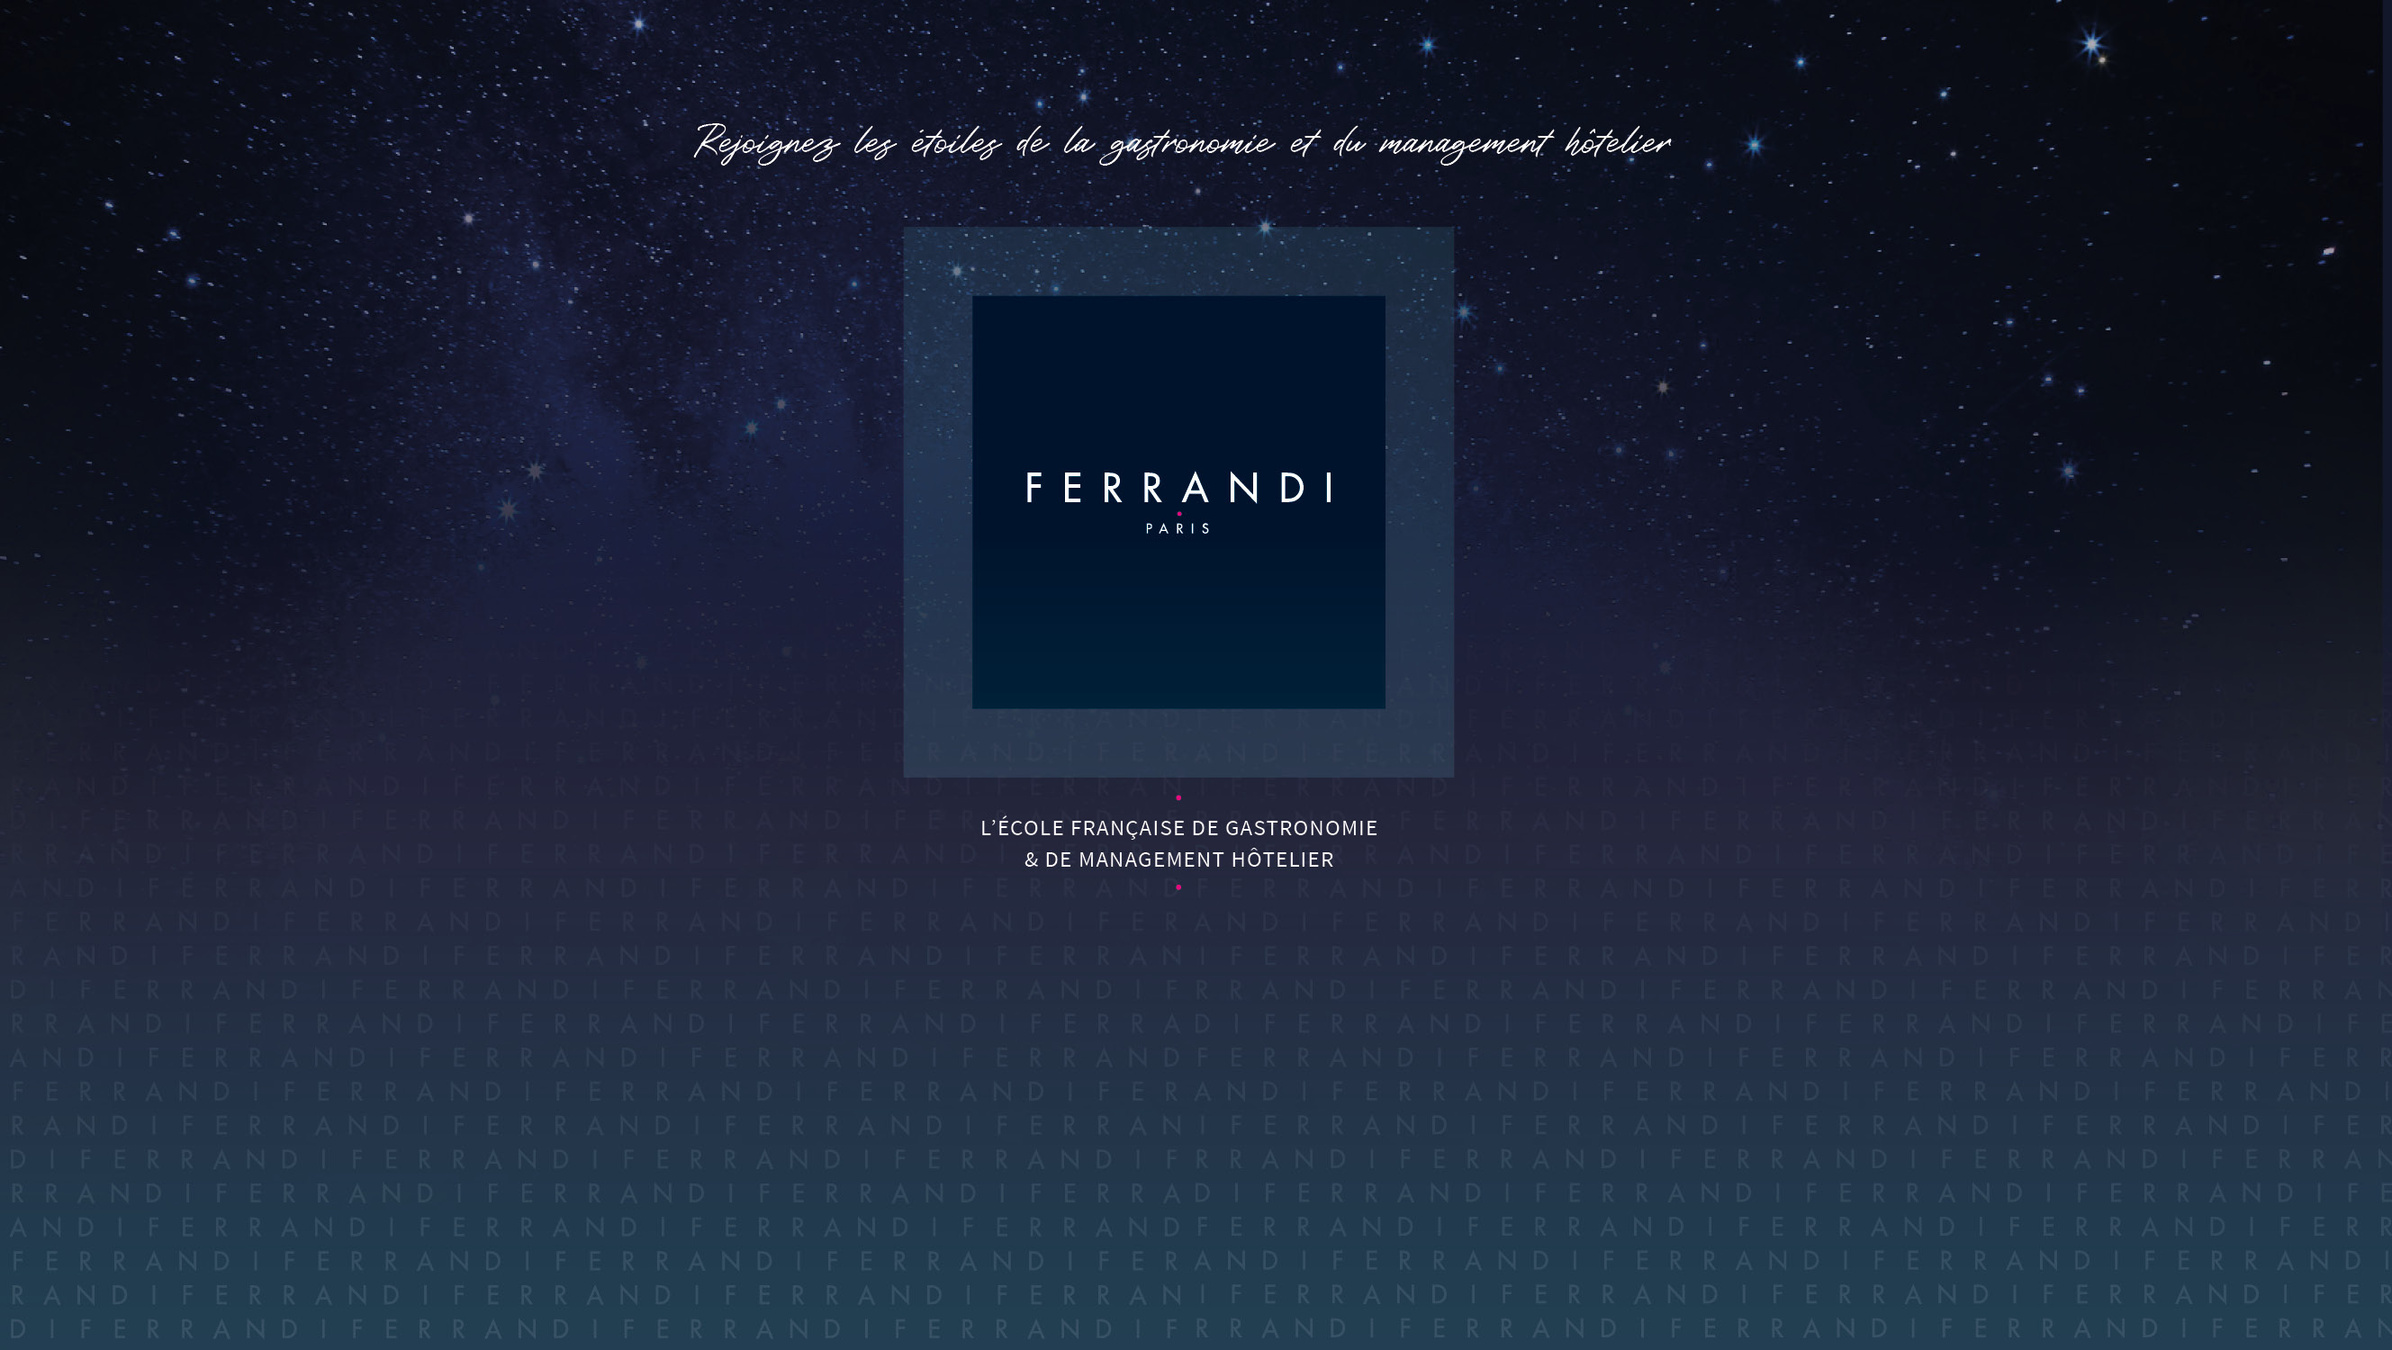 Rejoignez les étoiles de la gastronomie et du management hôtelier
FERRANDI
PARIS
L'ÉCOLE FRANÇAISE DE GASTRONOMIE
& DE MANAGEMENT HÔTELIER